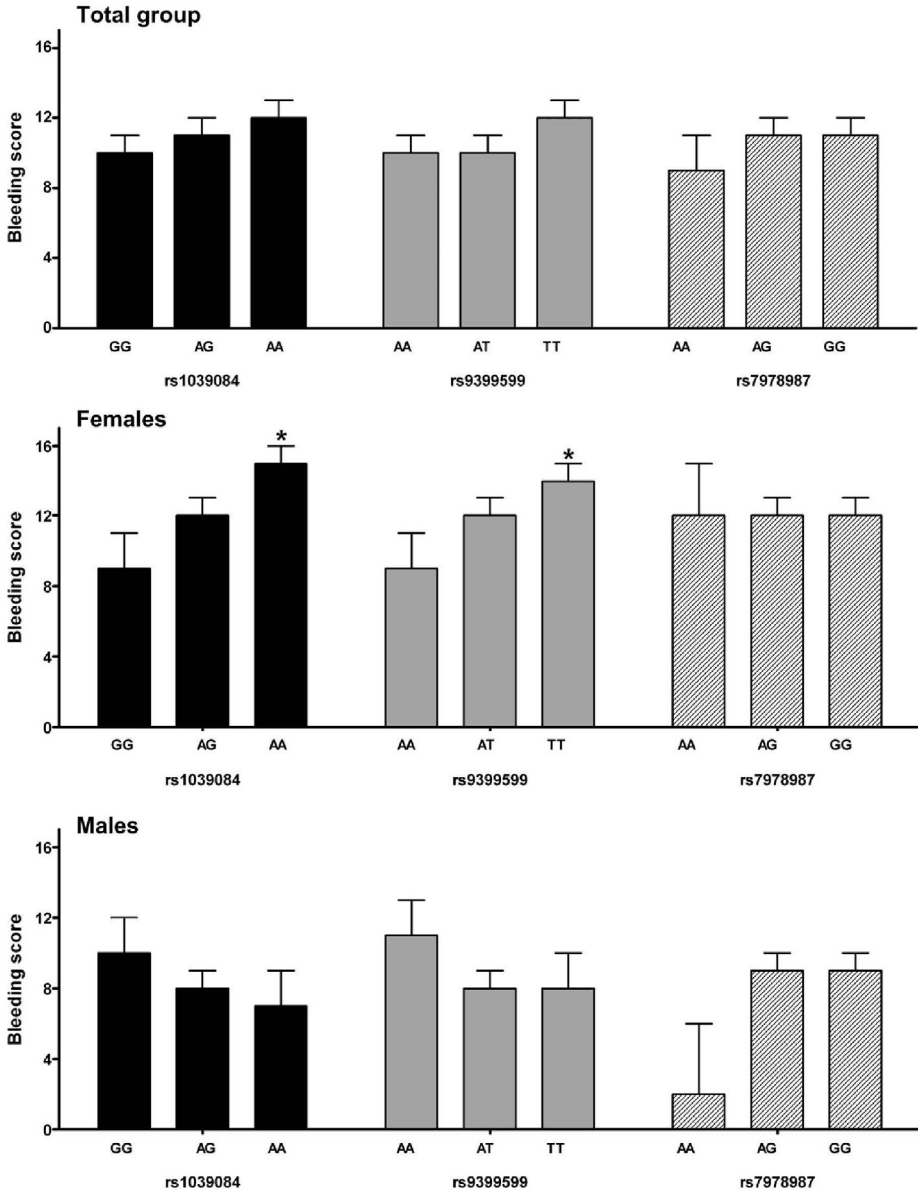 Total group
16
12
8
4
0
Bleeding score
GG AG AA AA AT TT AA AG GG
rs1039084 rs9399599 rs7978987
Females
* *
16
12
8
4
0
Bleeding score
GG AG AA AA AT TT AA AG GG
rs1039084 rs9399599 rs7978987
Males
16
12
8
4
0
Bleeding score
GG AG AA AA AT TT AA AG GG
rs1039084 rs9399599 rs7978987